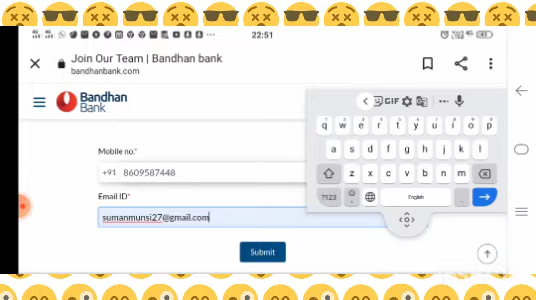 22:51
Join Our Team | Bandhan bank
bandhanbank.com
Bandhan
Bank
Mobile no.*
+91 8609587448
Email ID*
sumanmunsi27@gmail.com
Submit
GIF
q w e r t y u i o p
a s d f g h j k l
z x c v b n m
?123 English .